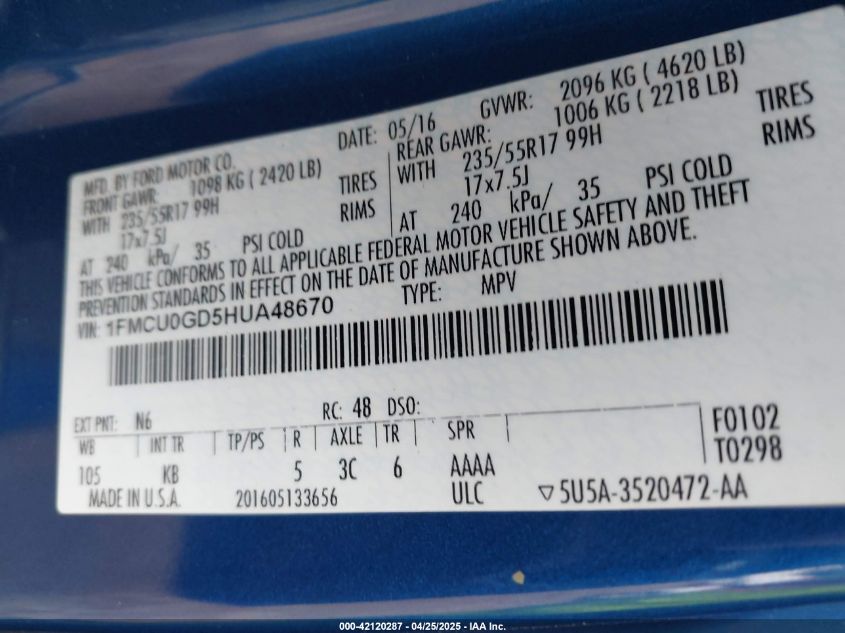 MFD. BY FORD MOTOR CO. DATE: 05/16 GVWR: 2096 KG ( 4620 LB)
FRONT GAWR: 1098 KG ( 2420 LB) REAR GAWR: 1006 KG ( 2218 LB)
WITH 235/55R17 99H TIRES WITH 235/55R17 99H TIRES
17x7.5J RIMS 17x7.5J RIMS
AT 240 kPa/ 35 PSI COLD AT 240 kPa/ 35 PSI COLD
THIS VEHICLE CONFORMS TO ALL APPLICABLE FEDERAL MOTOR VEHICLE SAFETY AND THEFT
PREVENTION STANDARDS IN EFFECT ON THE DATE OF MANUFACTURE SHOWN ABOVE.
VIN: 1FMCU0GD5HUA48670 TYPE: MPV
EXT PNT: N6 RC: 48 DSO:
WB INT TR TP/PS R AXLE TR SPR F0102
105 KB 5 3C 6 AAAA T0298
MADE IN U.S.A. 201605133656 ULC ▽5U5A-3520472-AA
000-42120287 - 04/25/2025 - IAA Inc.